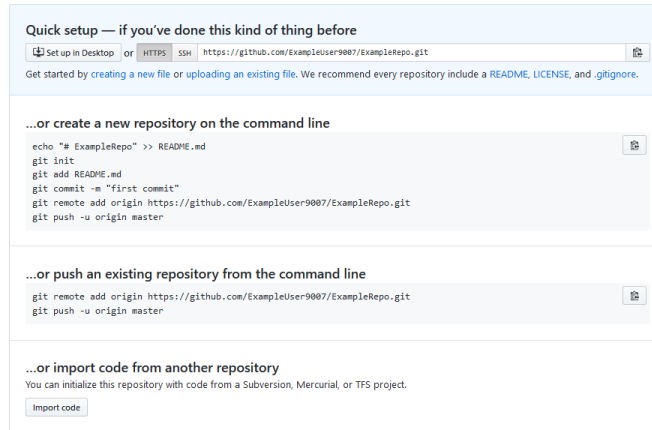 Quick setup — if you've done this kind of thing before
Set up in Desktop or HTTPS SSH https://github.com/ExampleUser9007/ExampleRepo.git
Get started by creating a new file or uploading an existing file. We recommend every repository include a README, LICENSE, and .gitignore.
…or create a new repository on the command line
echo "# ExampleRepo" >> README.md
git init
git add README.md
git commit -m "first commit"
git remote add origin https://github.com/ExampleUser9007/ExampleRepo.git
git push -u origin master
…or push an existing repository from the command line
git remote add origin https://github.com/ExampleUser9007/ExampleRepo.git
git push -u origin master
…or import code from another repository
You can initialize this repository with code from a Subversion, Mercurial, or TFS project.
Import code